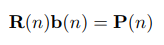 R(n)b(n) = P(n)